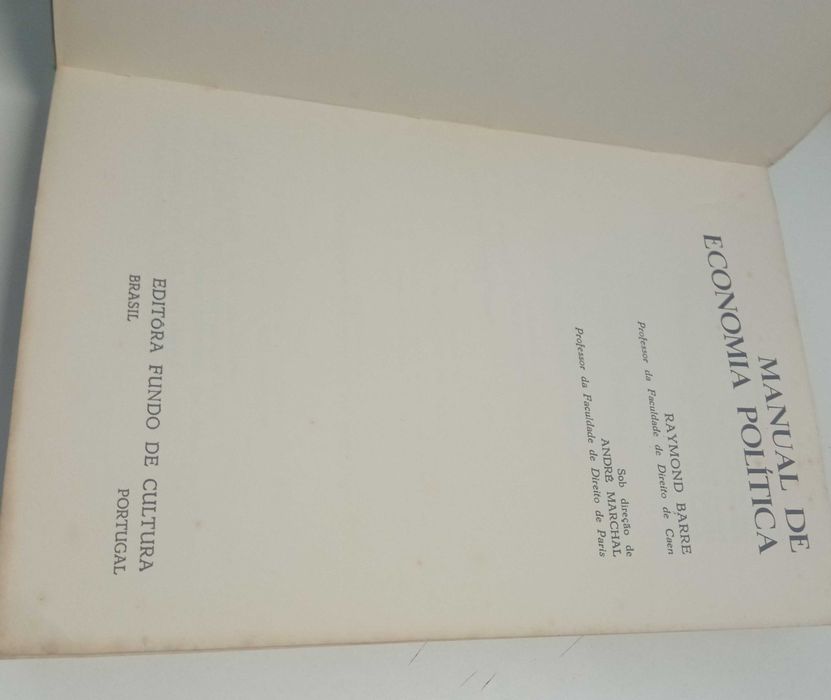 MANUAL DE
ECONOMIA POLÍTICA
RAYMOND BARRE
Professor da Faculdade de Direito de Caen
Sob direção de
ANDRÉ MARCHAL
Professor da Faculdade de Direito de Paris
EDITÔRA FUNDO DE CULTURA
BRASIL PORTUGAL